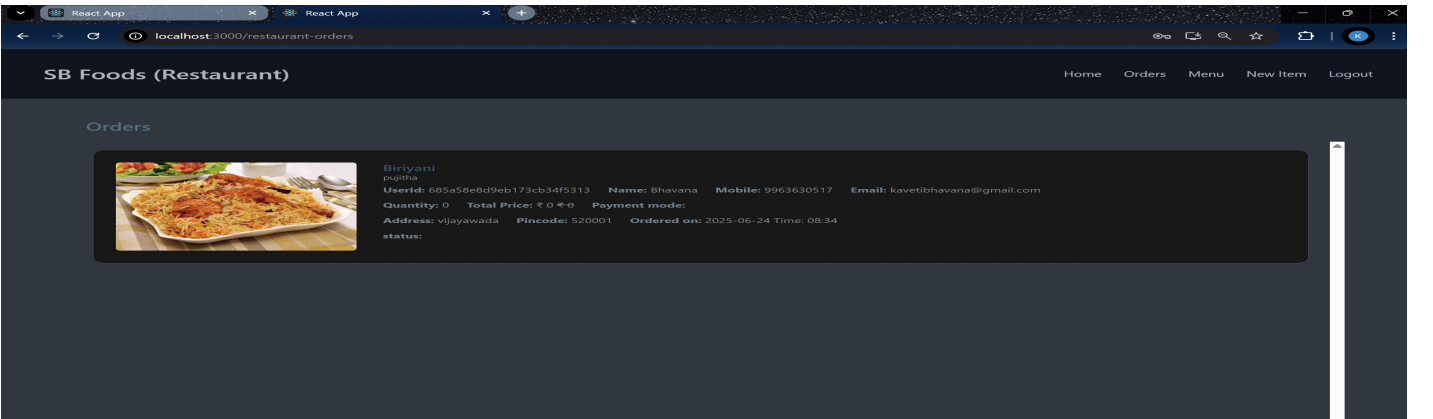 React App
React App
localhost:3000/restaurant-orders
K
SB Foods (Restaurant)
Home Orders Menu New Item Logout
Orders
Biriyani
pujitha
UserId: 685a58e8d9eb173cb34f5313 Name: Bhavana Mobile: 9963630517 Email: kavetibhavana@gmail.com
Quantity: 0 Total Price: ₹ 0 ₹ 0 Payment mode:
Address: vijayawada Pincode: 520001 Ordered on: 2025-06-24 Time: 08:34
status: